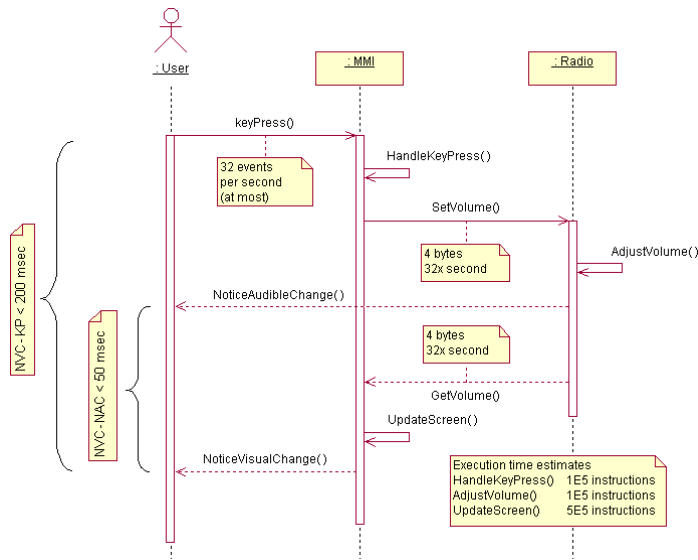 : User
: MMI
: Radio
keyPress()
32 events
per second
(at most)
HandleKeyPress()
SetVolume()
4 bytes
32x second
AdjustVolume()
NoticeAudibleChange()
4 bytes
32x second
GetVolume()
UpdateScreen()
NoticeVisualChange()
NVC-KP < 200 msec
NVC-NAC < 50 msec
Execution time estimates
HandleKeyPress() 1E5 instructions
AdjustVolume() 1E5 instructions
UpdateScreen() 5E5 instructions